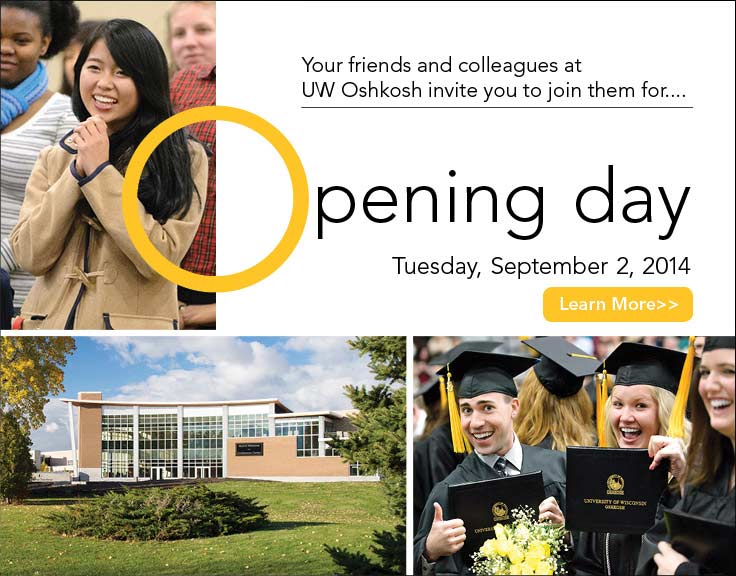 Your friends and colleagues at
UW Oshkosh invite you to join them for....
Opening day
Tuesday, September 2, 2014
Learn More>>
UNIVERSITY OF WISCONSIN
OSHKOSH